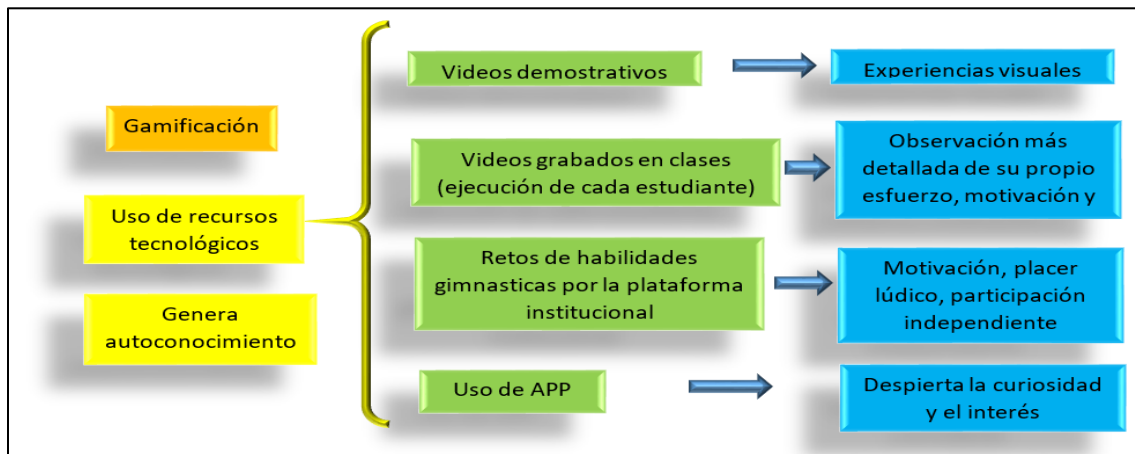 Gamificación
Uso de recursos
tecnológicos
Genera
autoconocimiento
Videos demostrativos
Experiencias visuales
Videos grabados en clases
(ejecución de cada estudiante)
Observación más
detallada de su propio
esfuerzo, motivación y
Retos de habilidades
gimnasticas por la plataforma
institucional
Motivación, placer
lúdico, participación
independiente
Uso de APP
Despierta la curiosidad
y el interés